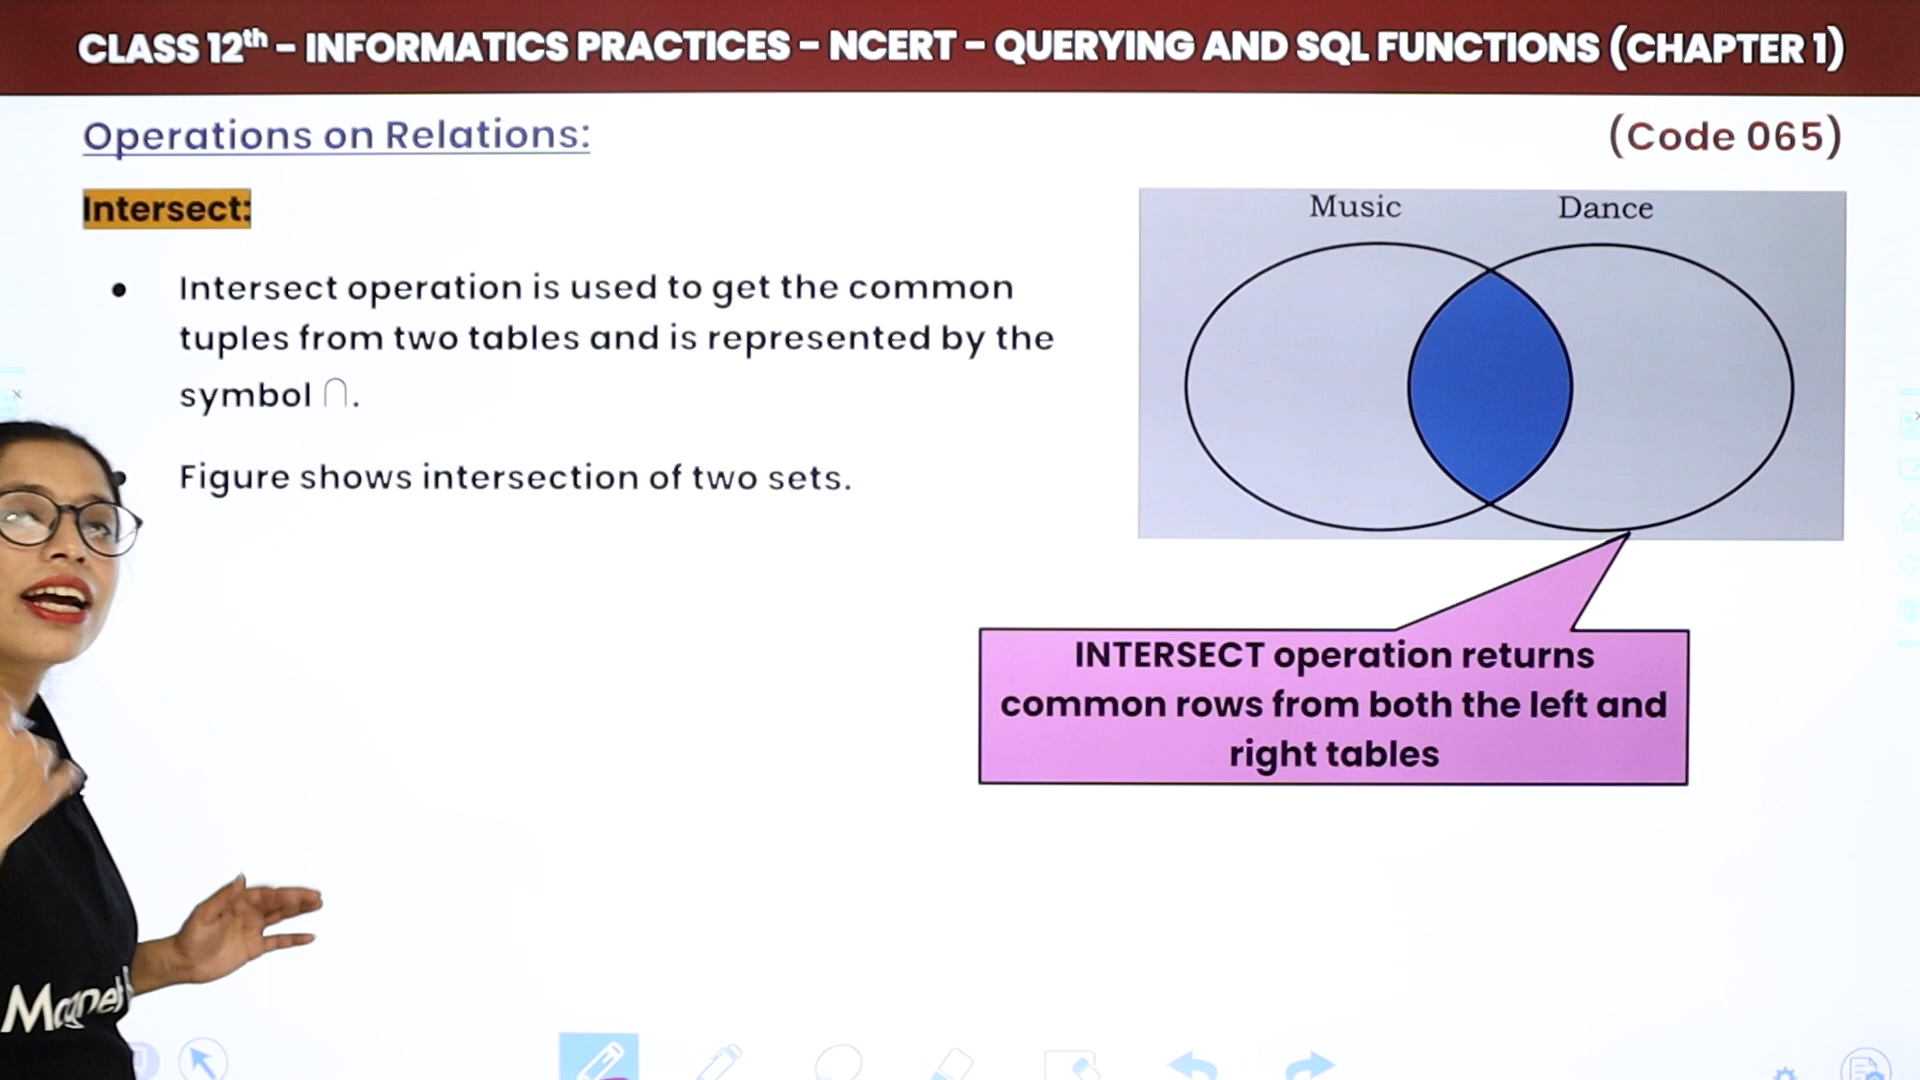 CLASS 12th – INFORMATICS PRACTICES – NCERT – QUERYING AND SQL FUNCTIONS (CHAPTER 1)
Operations on Relations:
(Code 065)
Intersect:
● Intersect operation is used to get the common
tuples from two tables and is represented by the
symbol ∩.
● Figure shows intersection of two sets.
Music Dance
INTERSECT operation returns
common rows from both the left and
right tables